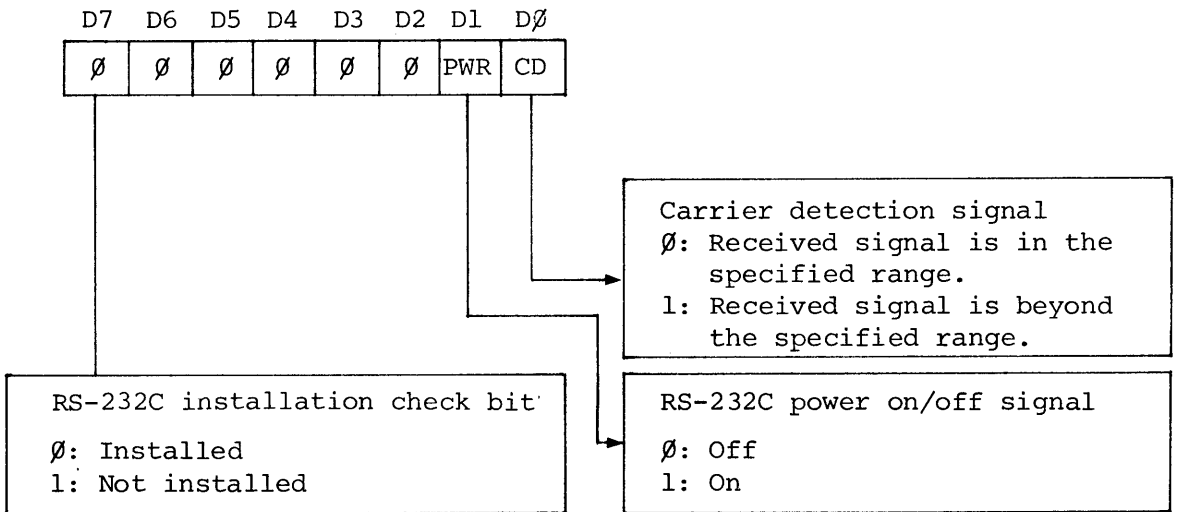 D7 D6 D5 D4 D3 D2 D1 DØ
Ø Ø Ø Ø Ø Ø PWR CD
Carrier detection signal
Ø: Received signal is in the
specified range.
1: Received signal is beyond
the specified range.
RS-232C installation check bit
Ø: Installed
1: Not installed
RS-232C power on/off signal
Ø: Off
1: On